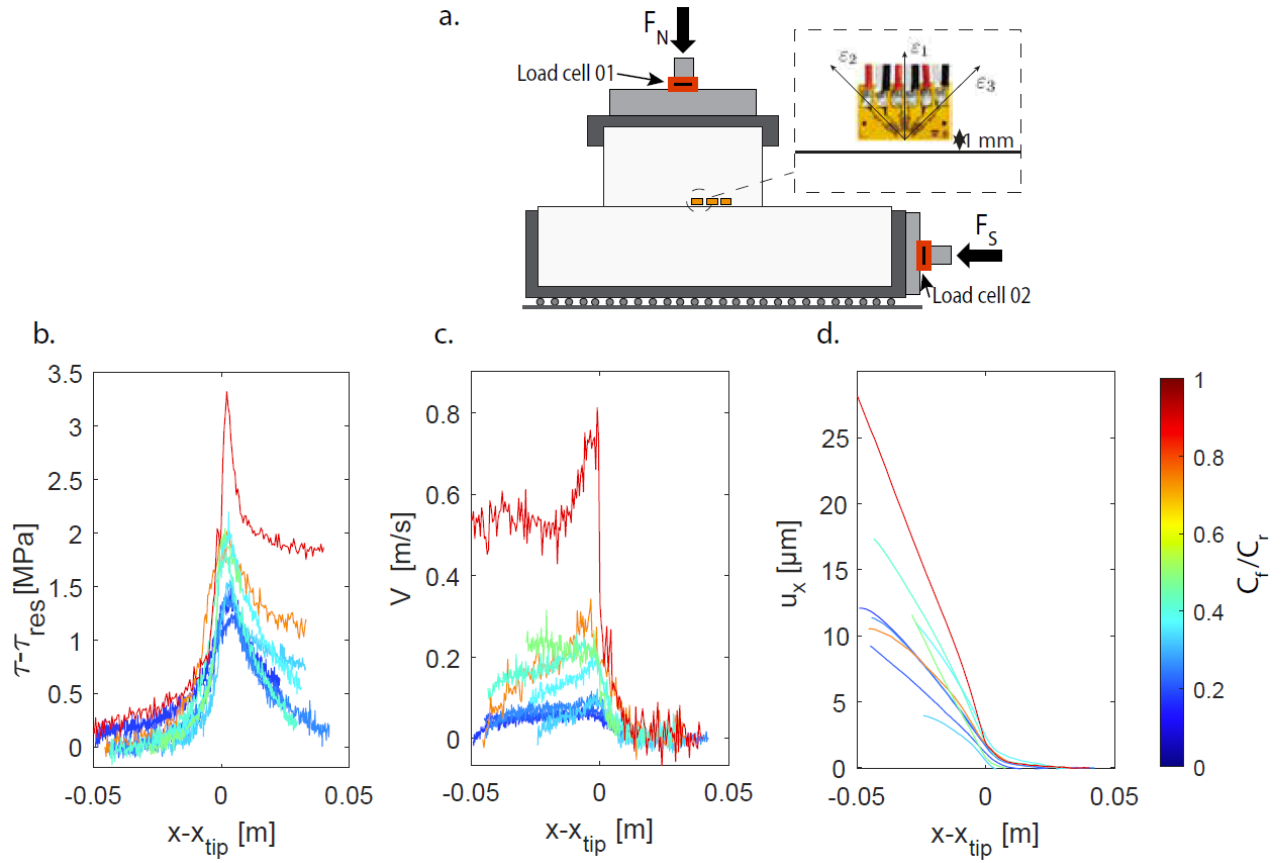 a.
F_N
Load cell 01
ε₂
ε₁
ε₃
1 mm
F_S
Load cell 02
b.
c.
d.
3.5
3
2.5
2
1.5
1
0.5
0
τ-τ_res [MPa]
-0.05 0 0.05
x-x_tip [m]
0.8
0.6
0.4
0.2
0
V [m/s]
-0.05 0 0.05
x-x_tip [m]
25
20
15
10
5
0
u_x [μm]
-0.05 0 0.05
x-x_tip [m]
1
0.8
0.6
0.4
0.2
0
C_f/C_r